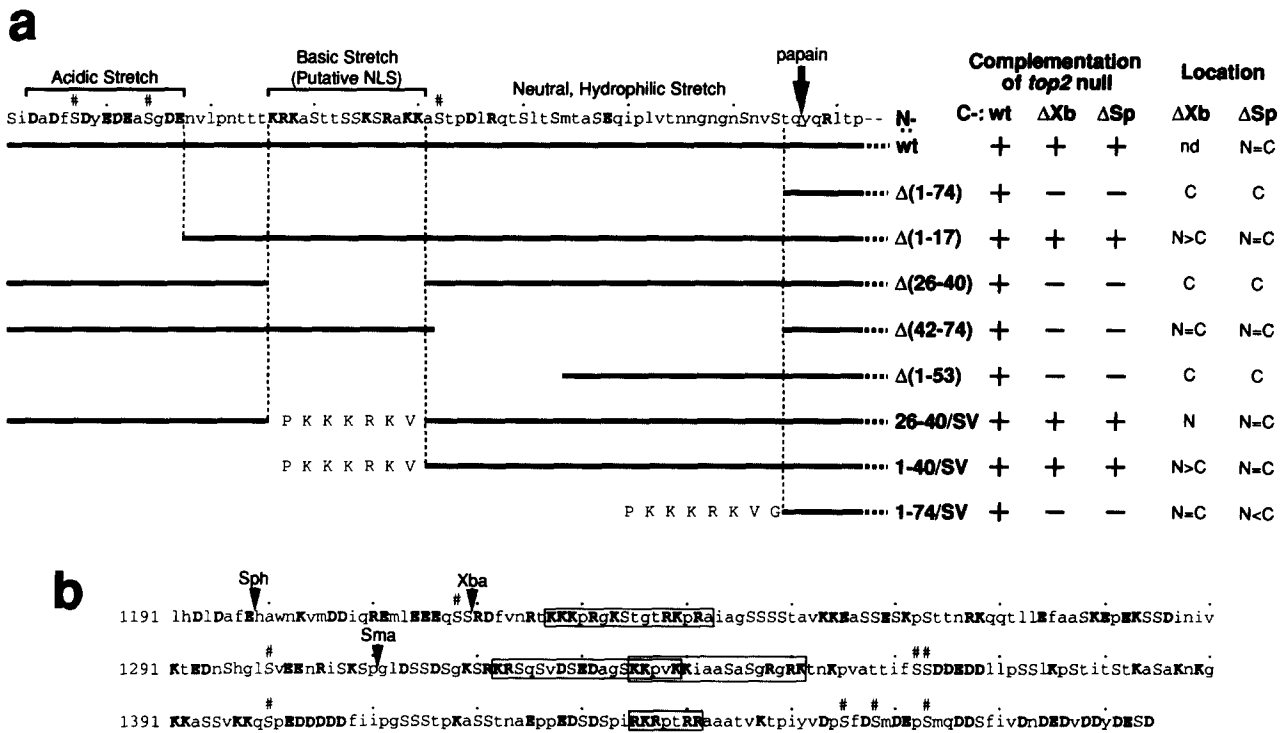 a
Acidic Stretch
Basic Stretch
(Putative NLS)
Neutral, Hydrophilic Stretch
papain
Complementation
of top2 null
Location
# # #
SiDaDfSDyEDEaSgDEnvlpntttKRKaSttSSKSRaKKaStpDlRqtSltSmtaSEqiplvtnngngnSnvStqvqRltp--
N- C-: wt ΔXb ΔSp ΔXb ΔSp
wt + + + nd N=C
Δ(1-74) + − − C C
Δ(1-17) + + + N>C N=C
Δ(26-40) + − − C C
Δ(42-74) + − − N=C N=C
Δ(1-53) + − − C C
P K K K R K V 26-40/SV + + + N N=C
P K K K R K V 1-40/SV + + + N>C N=C
P K K K R K V G 1-74/SV + − − N=C N<C
b
Sph # Xba
1191 lhDlDafEhawnKvmDDiqREmlEEEqSSRDfvnRtKKKpRgKStgtRKpRaiagSSSStavKKEaSSESKpSttnRKqqtllEfaaSKEpEKSSDiniv
# Sma ##
1291 KtEDnShglSvEEnRiSKSpglDSSDSgKSRKRSqSvDSEDagSKKpvKKiaaSaSgRgRKtnKpvattifSSDDEDDllpSSlKpStitStKaSaKnKg
# # # #
1391 KKaSSvKKqSpEDDDDDfiipgSSStpKaSStnaEppEDSDSpiRKRptRRaaatvKtpiyvDpSfDSmDEpSmqDDSfivDnDEDvDDyDESD